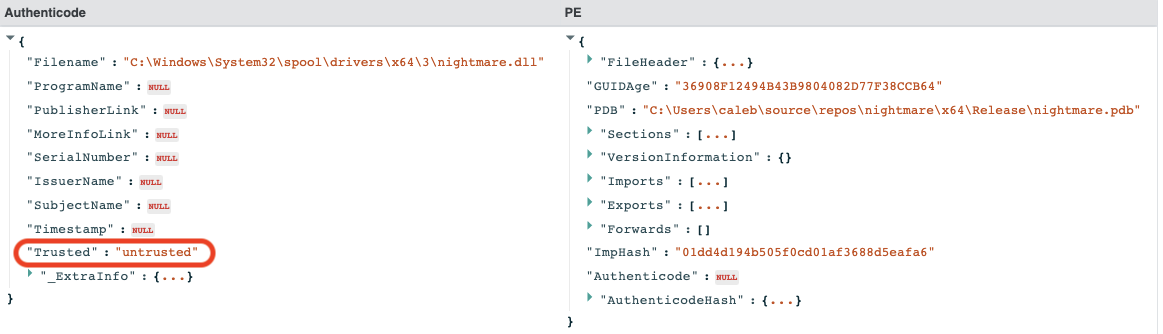 Authenticode
{
"Filename" : "C:\Windows\System32\spool\drivers\x64\3\nightmare.dll"
"ProgramName" : NULL
"PublisherLink" : NULL
"MoreInfoLink" : NULL
"SerialNumber" : NULL
"IssuerName" : NULL
"SubjectName" : NULL
"Timestamp" : NULL
"Trusted" : "untrusted"
"_ExtraInfo" : {...}
}
PE
{
"FileHeader" : {...}
"GUIDAge" : "36908F12494B43B9804082D77F38CCB64"
"PDB" : "C:\Users\caleb\source\repos\nightmare\x64\Release\nightmare.pdb"
"Sections" : [...]
"VersionInformation" : {}
"Imports" : [...]
"Exports" : [...]
"Forwards" : []
"ImpHash" : "01dd4d194b505f0cd01af3688d5eafa6"
"Authenticode" : NULL
"AuthenticodeHash" : {...}
}